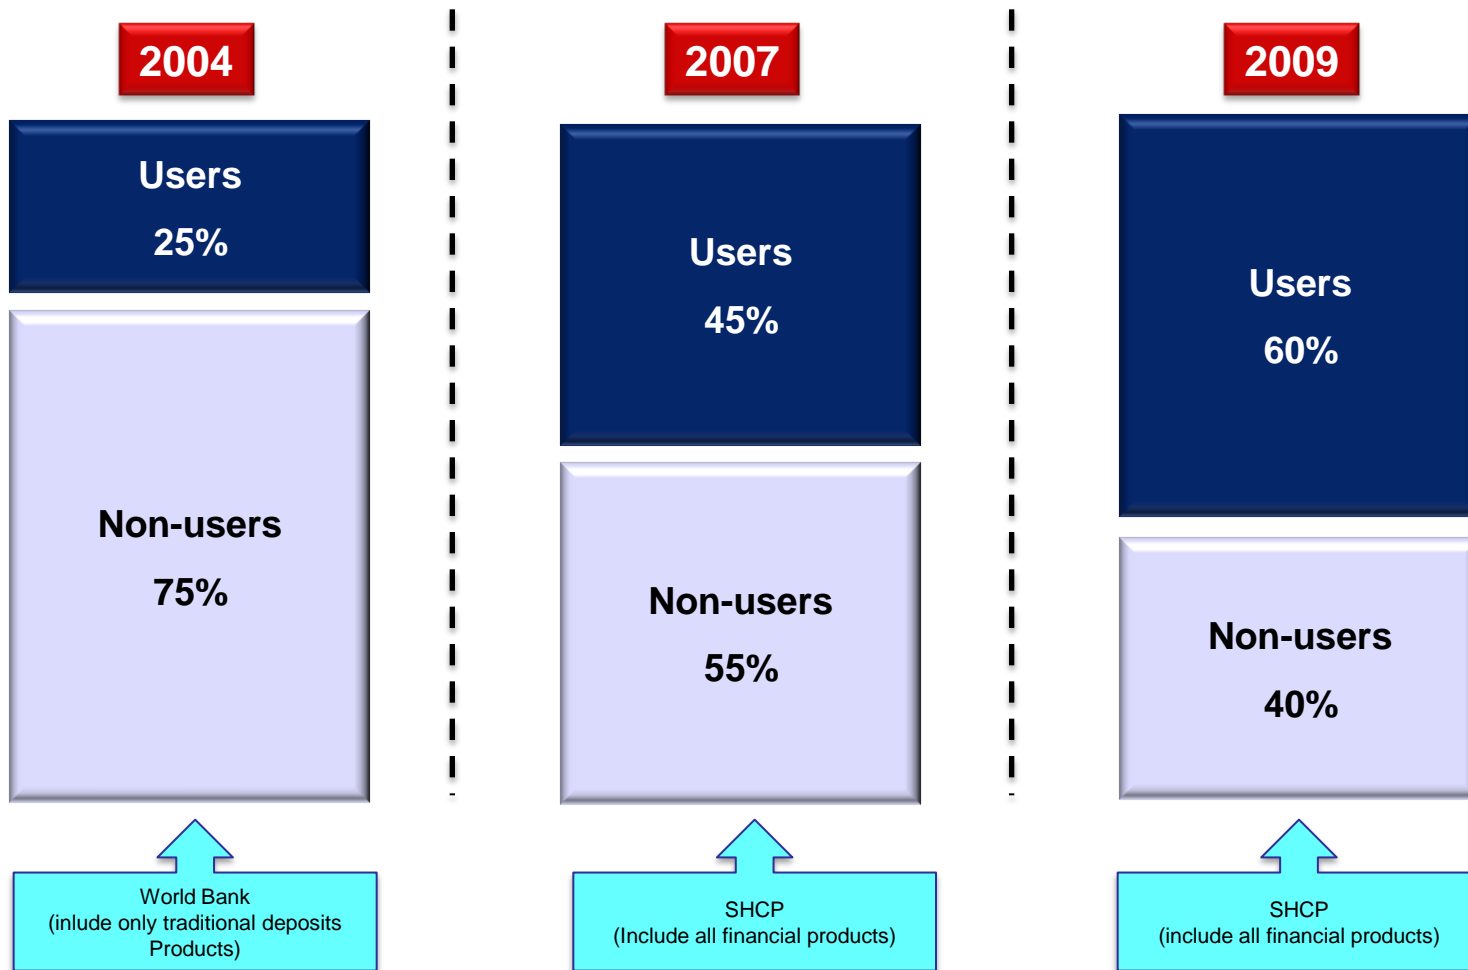 2004
Users
25%
Non-users
75%
World Bank
(inlude only traditional deposits
Products)
2007
Users
45%
Non-users
55%
SHCP
(Include all financial products)
2009
Users
60%
Non-users
40%
SHCP
(include all financial products)